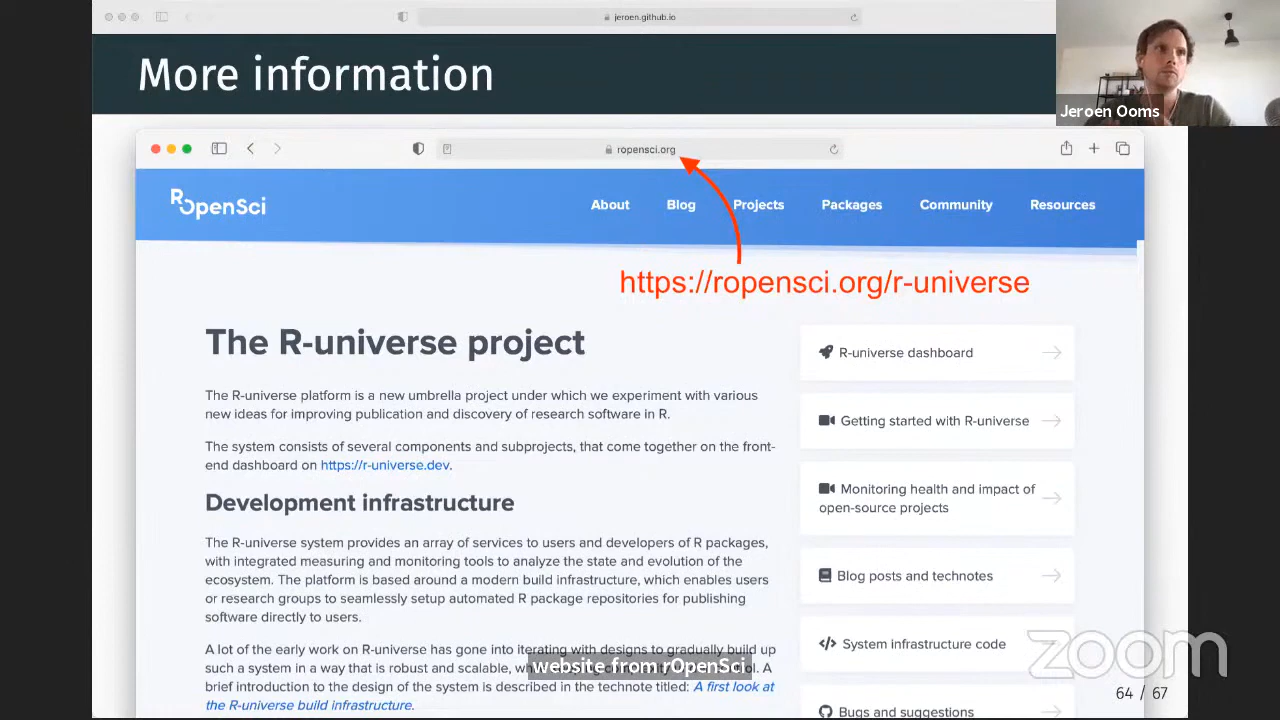 jeroen.github.io
More information
Jeroen Ooms
ropensci.org
ROpenSci
About Blog Projects Packages Community Resources
https://ropensci.org/r-universe
The R-universe project
The R-universe platform is a new umbrella project under which we experiment with various
new ideas for improving publication and discovery of research software in R.
The system consists of several components and subprojects, that come together on the front-
end dashboard on https://r-universe.dev.
Development infrastructure
The R-universe system provides an array of services to users and developers of R packages,
with integrated measuring and monitoring tools to analyze the state and evolution of the
ecosystem. The platform is based around a modern build infrastructure, which enables users
or research groups to seamlessly setup automated R package repositories for publishing
software directly to users.
A lot of the early work on R-universe has gone into iterating with designs to gradually build up
such a system in a way that is robust and scalable, A
brief introduction to the design of the system is described in the technote titled: A first look at
the R-universe build infrastructure.
R-universe dashboard
Getting started with R-universe
Monitoring health and impact of
open-source projects
Blog posts and technotes
System infrastructure code
Bugs and suggestions
website from rOpenSci
zoom
64 / 67